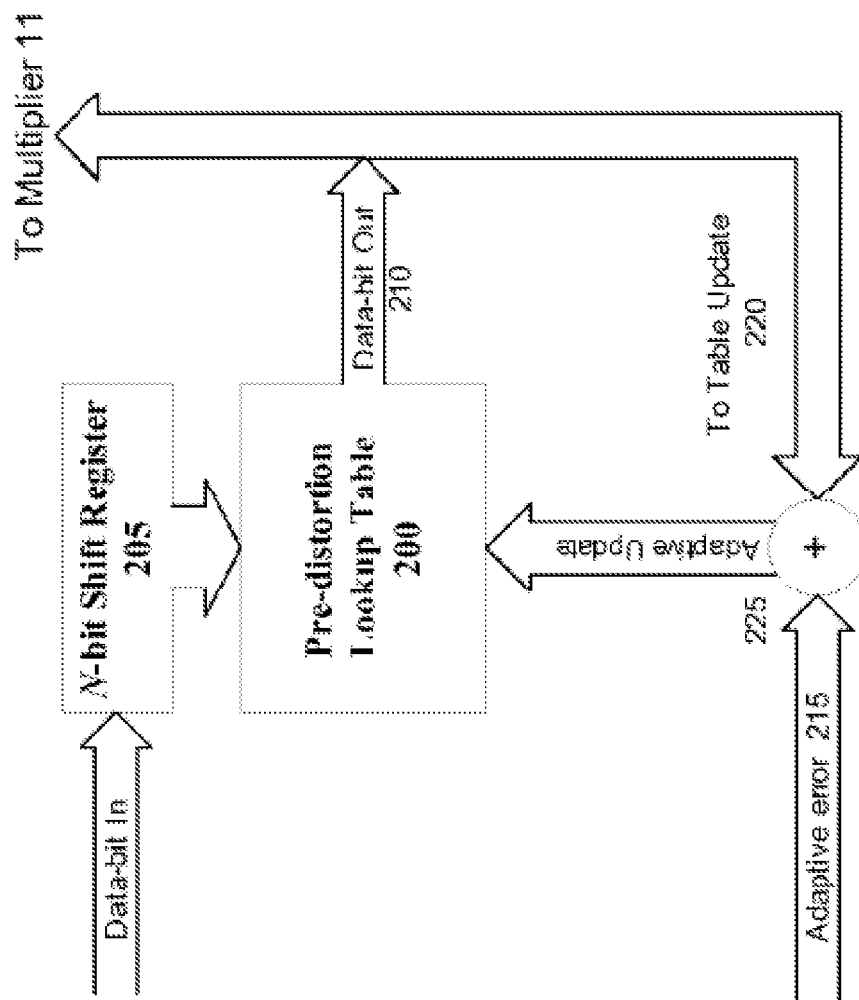 To Multiplier 11
Data-bit In
N-bit Shift Register
205
Pre-distortion
Lookup Table
200
Data-bit Out
210
To Table Update
220
Adaptive Update
225
+
Adaptive error 215